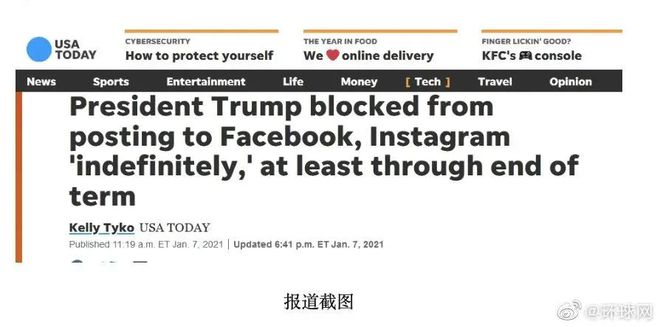 USA TODAY
CYBERSECURITY
How to protect yourself
THE YEAR IN FOOD
We ❤️ online delivery
FINGER LICKIN' GOOD?
KFC's 🎮 console
News Sports Entertainment Life Money [ Tech ] Travel Opinion
President Trump blocked from
posting to Facebook, Instagram
'indefinitely,' at least through end of
term
Kelly Tyko USA TODAY
Published 11:19 a.m. ET Jan. 7, 2021 | Updated 6:41 p.m. ET Jan. 7, 2021
报道截图
@环球网